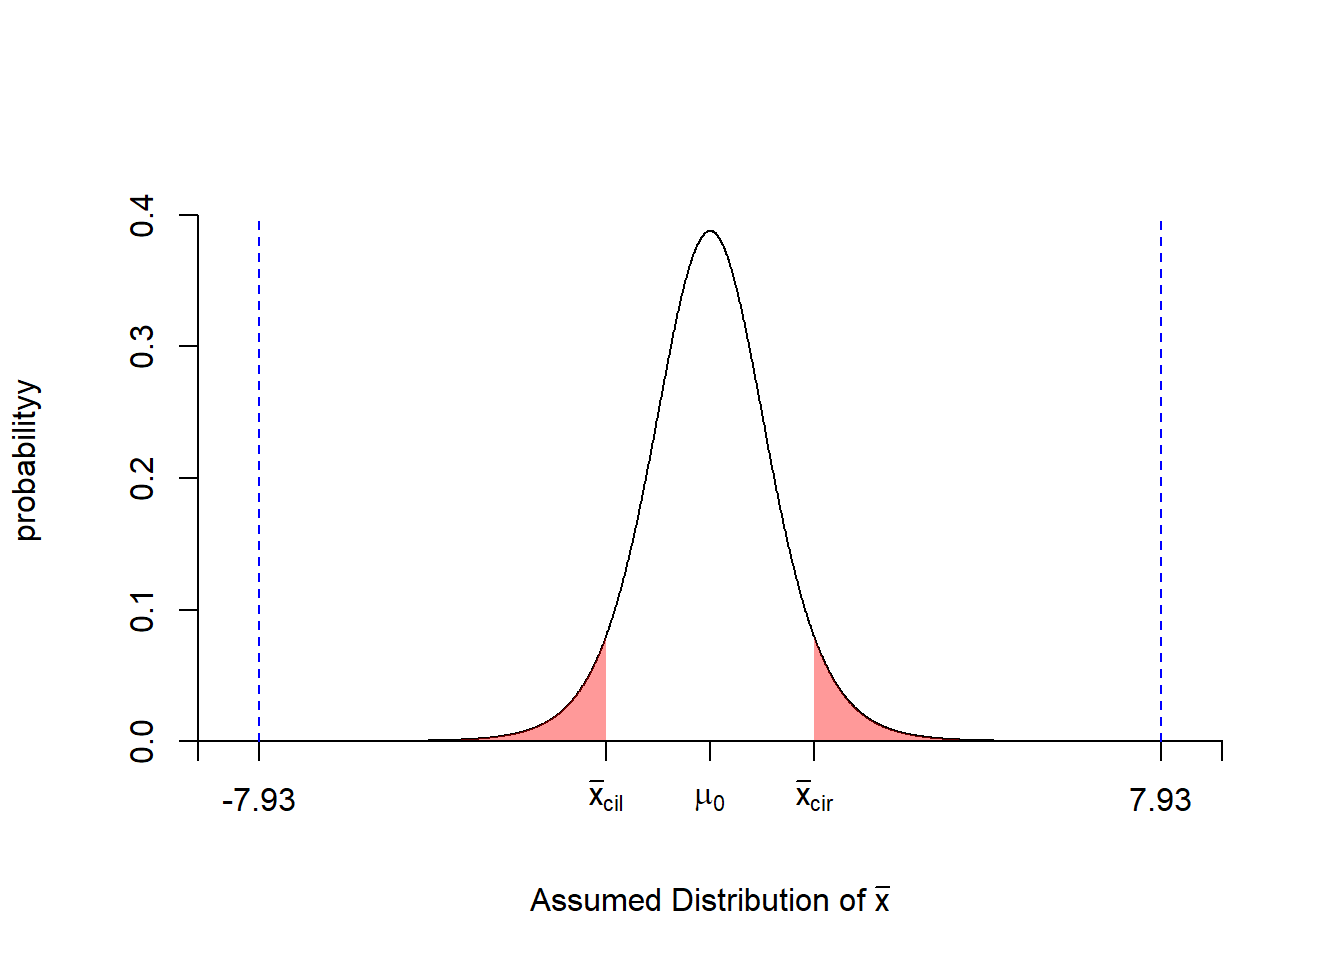 0.4
0.3
0.2
0.1
0.0
probabilityy
-7.93 x̅cil μ0 x̅cir 7.93
Assumed Distribution of x̅